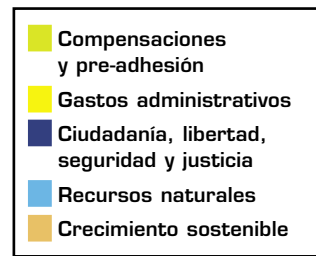 Compensaciones
y pre-adhesión
Gastos administrativos
Ciudadanía, libertad,
seguridad y justicia
Recursos naturales
Crecimiento sostenible